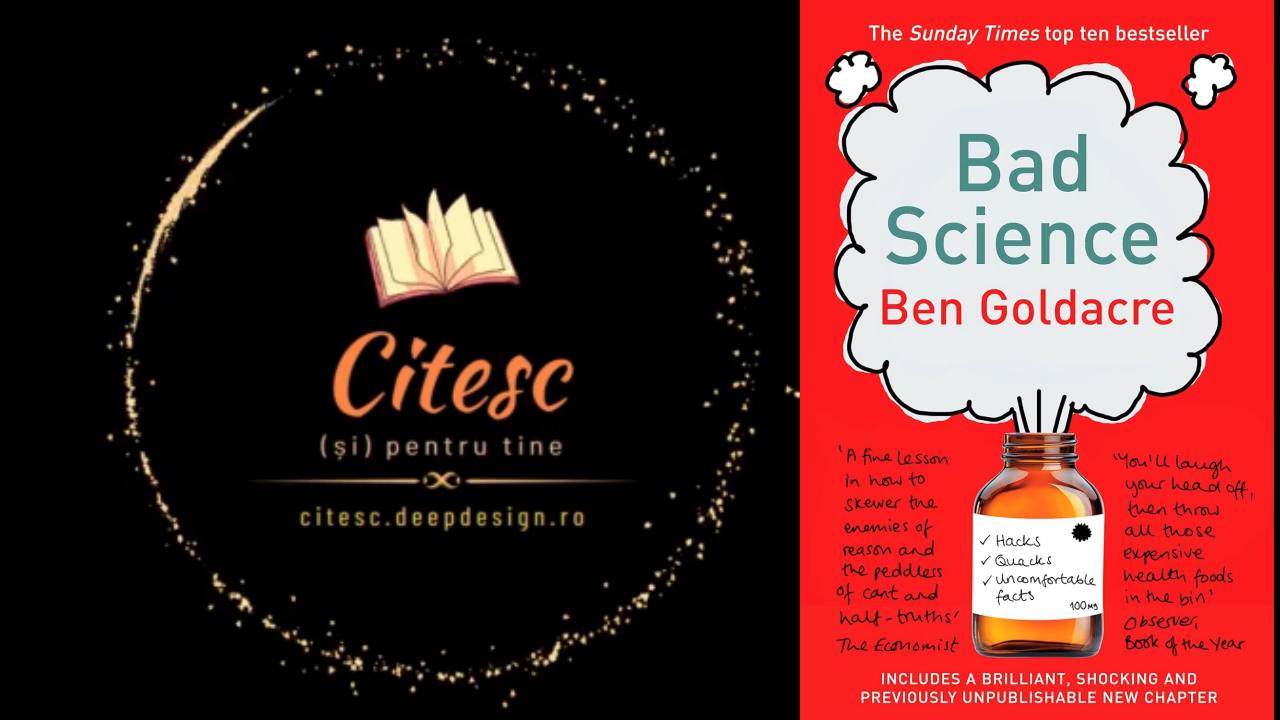 Citesc
(și) pentru tine
citesc.deepdesign.ro
The Sunday Times top ten bestseller
Bad
Science
Ben Goldacre
'A fine lesson
in how to
skewer the
enemies of
reason and
the peddlers
of cant and
half-truths'
The Economist
'You'll laugh
your head off,
then throw
all those
expensive
health foods
in the bin'
Observer,
Book of the Year
✓ Hacks
✓ Quacks
✓ Uncomfortable
facts
100mg
INCLUDES A BRILLIANT, SHOCKING AND
PREVIOUSLY UNPUBLISHABLE NEW CHAPTER